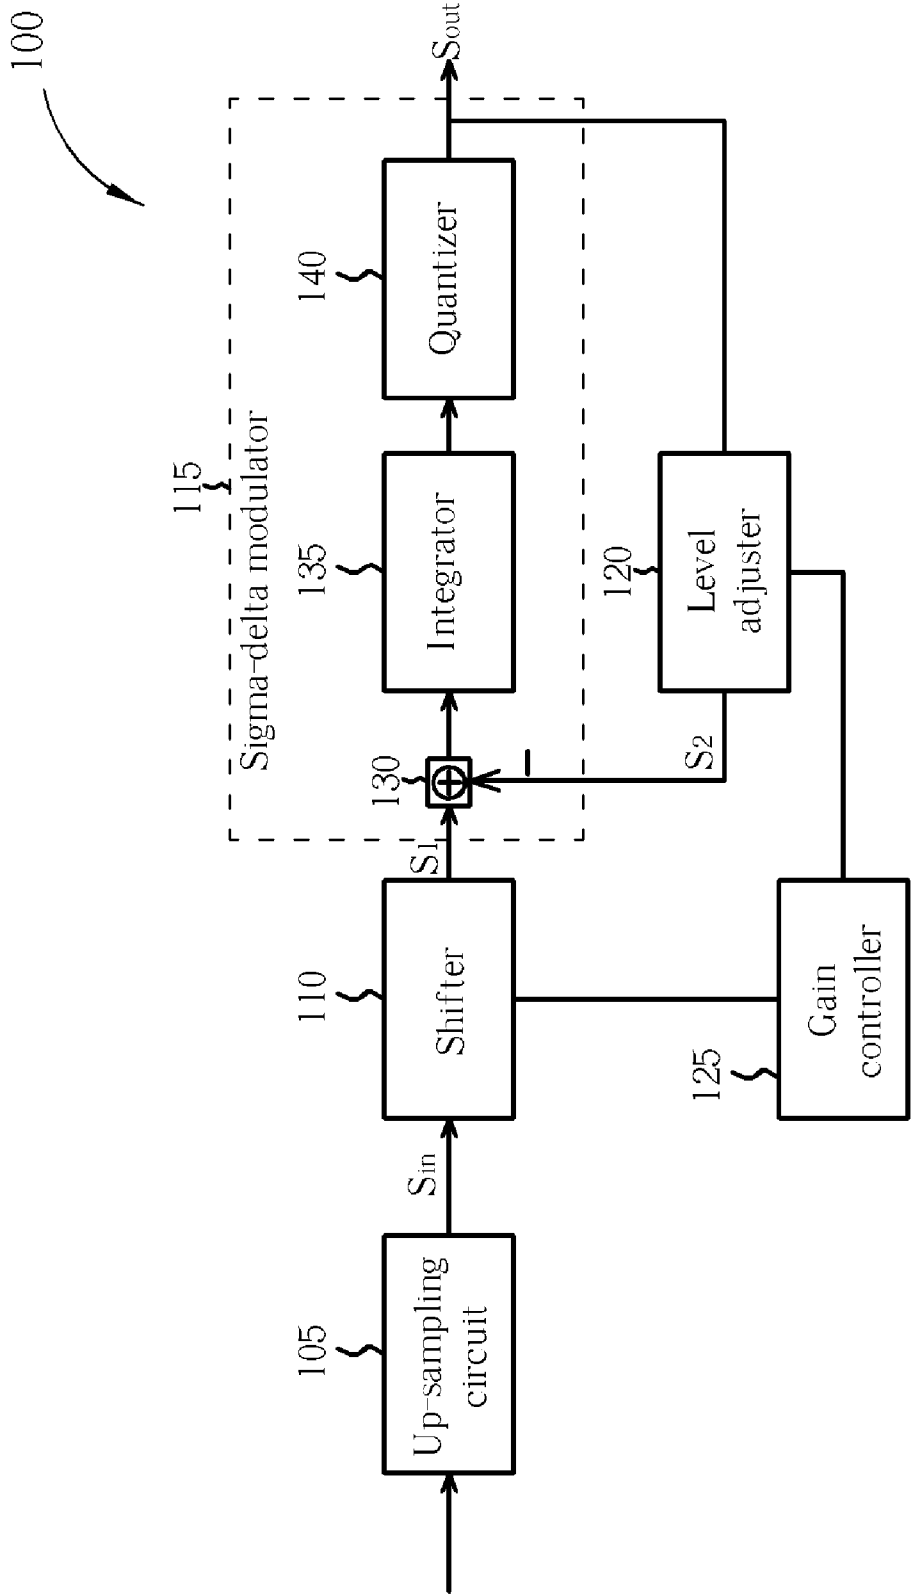 100
115
Sigma-delta modulator
105
Up-sampling
circuit
Sin
110
Shifter
S1
130
135
Integrator
140
Quantizer
Sout
120
Level
adjuster
S2
125
Gain
controller